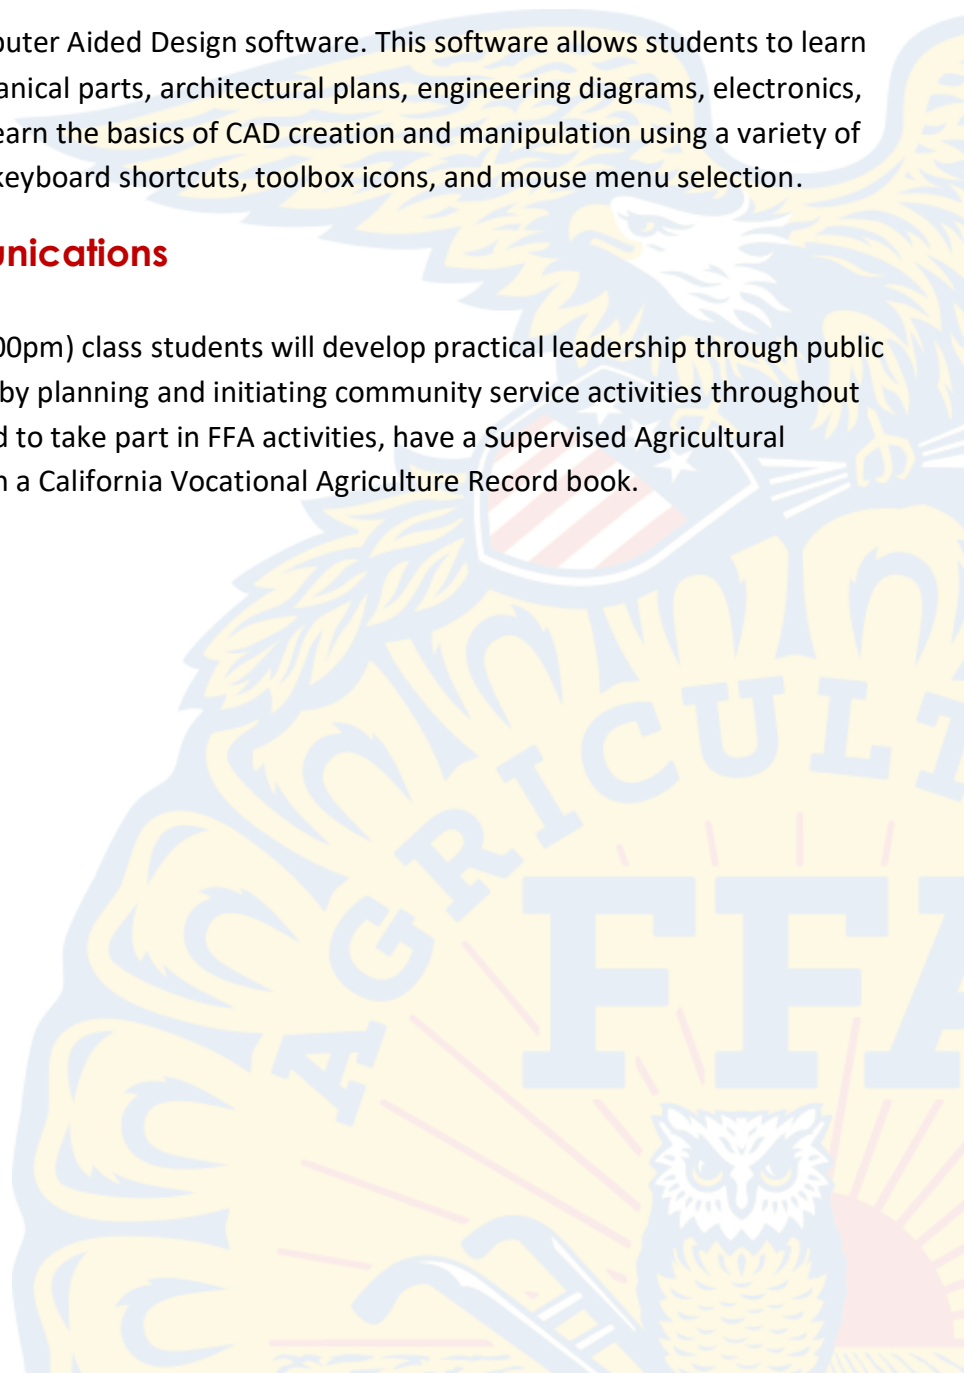 puter Aided Design software. This software allows students to learn
anical parts, architectural plans, engineering diagrams, electronics,
earn the basics of CAD creation and manipulation using a variety of
keyboard shortcuts, toolbox icons, and mouse menu selection.
unications
00pm) class students will develop practical leadership through public
by planning and initiating community service activities throughout
d to take part in FFA activities, have a Supervised Agricultural
n a California Vocational Agriculture Record book.
AGRICULT
FFA